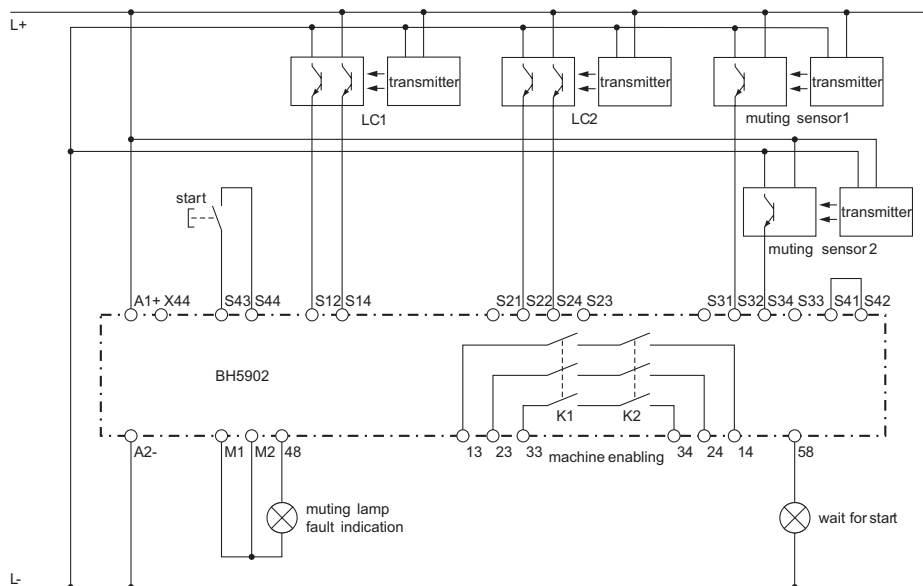 L+
transmitter
transmitter
transmitter
LC1
LC2
muting sensor1
start
transmitter
muting sensor2
A1+ X44 S43 S44 S12 S14 S21 S22 S24 S23 S31 S32 S34 S33 S41 S42
BH5902
K1 K2
A2- M1 M2 48 13 23 33 machine enabling 34 24 14 58
muting lamp
fault indication
wait for start
L-